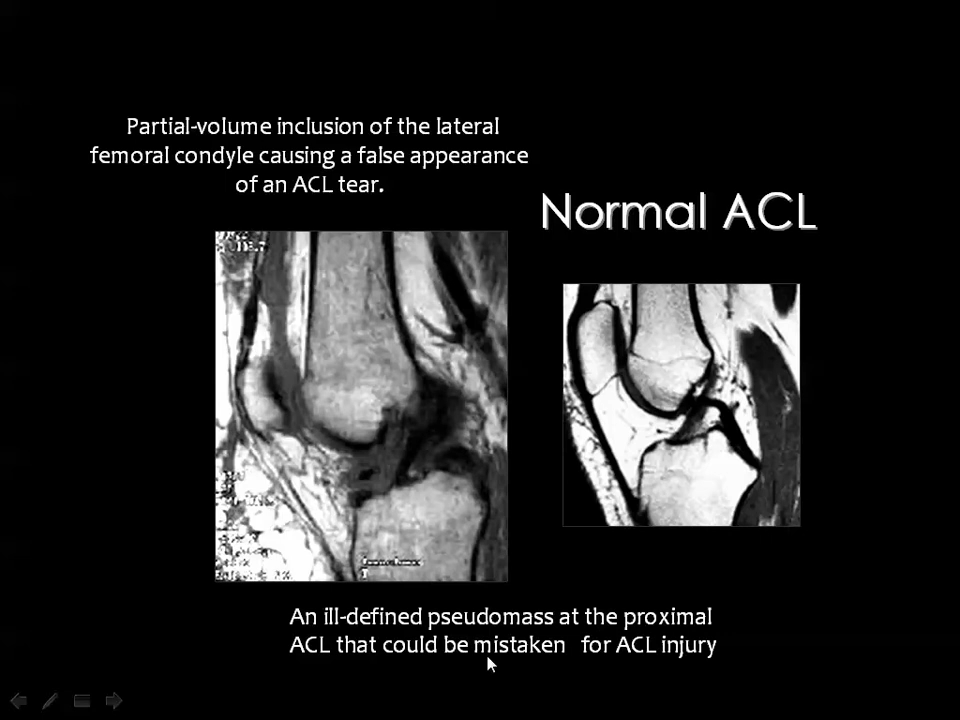 Partial-volume inclusion of the lateral
femoral condyle causing a false appearance
of an ACL tear.
Normal ACL
An ill-defined pseudomass at the proximal
ACL that could be mistaken for ACL injury